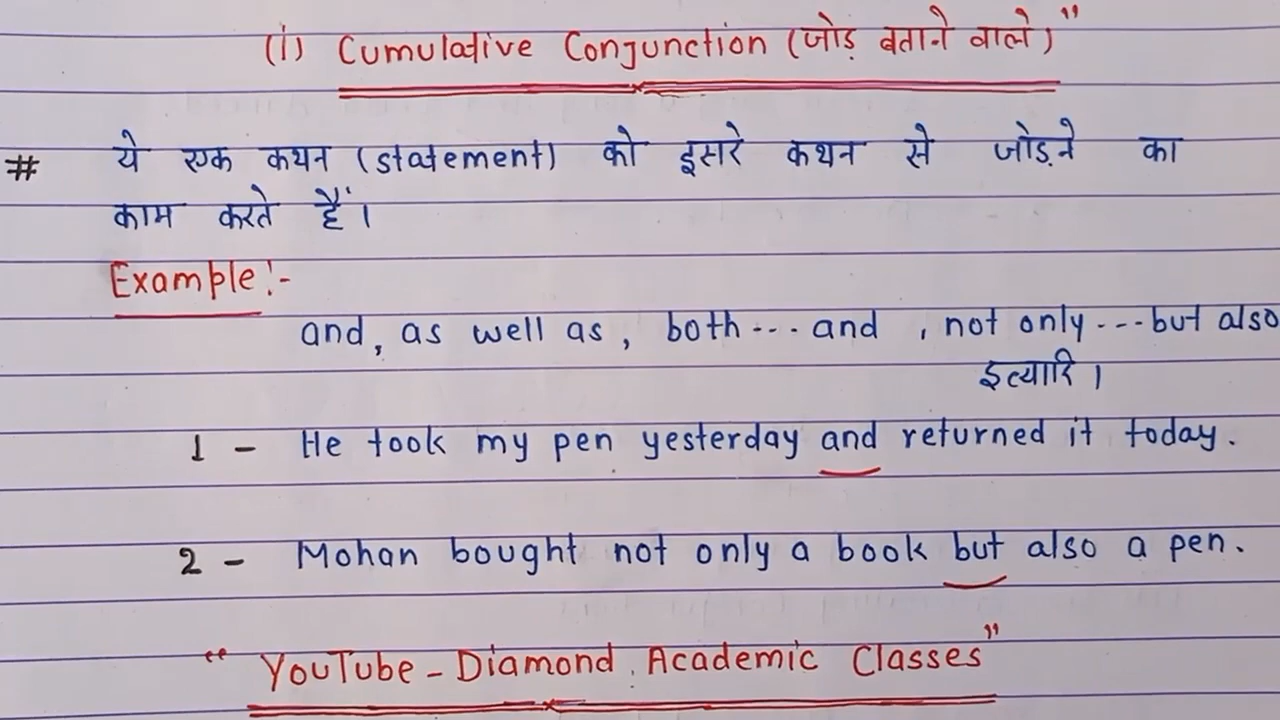 (i) Cumulative Conjunction (जोड़ बताने वाले)"
# ये एक कथन (statement) को दूसरे कथन से जोड़ने का
काम करते हैं।
Example:-
and, as well as, both --- and , not only --- but also
इत्यादि।
1 - He took my pen yesterday and returned it today.
2 - Mohan bought not only a book but also a pen.
"YouTube - Diamond Academic Classes"